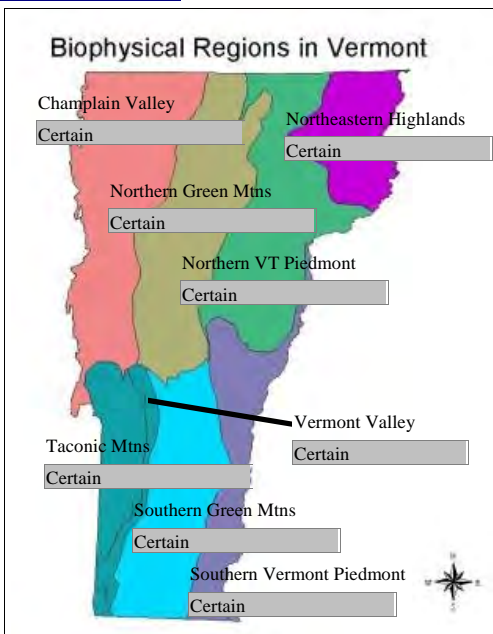 Biophysical Regions in Vermont
Champlain Valley
Certain
Northeastern Highlands
Certain
Northern Green Mtns
Certain
Northern VT Piedmont
Certain
Vermont Valley
Certain
Taconic Mtns
Certain
Southern Green Mtns
Certain
Southern Vermont Piedmont
Certain